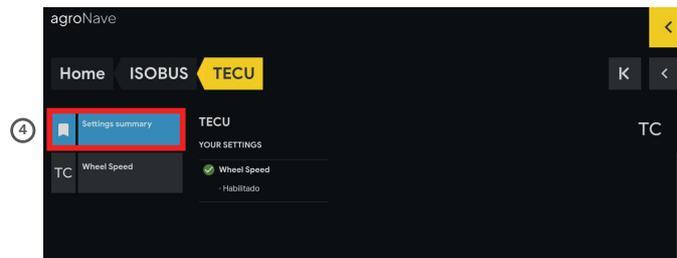 agroNave
Home ISOBUS TECU K
4
Settings summary
TC Wheel Speed
TECU
YOUR SETTINGS
Wheel Speed
- Habilitado
TC